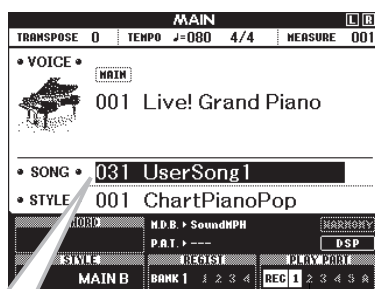 MAIN L R
TRANSPOSE 0 TEMPO ♩=080 4/4 MEASURE 001
• VOICE •
MAIN
001 Live! Grand Piano
• SONG • 031 UserSong1
• STYLE 001 ChartPianoPop
M.D.B. ▸ SoundMPH HARMONY
P.A.T. ▸ --- DSP
STYLE REGIST PLAY PART
MAIN B BANK 1 1 2 3 4 REG 1 2 3 4 5 A